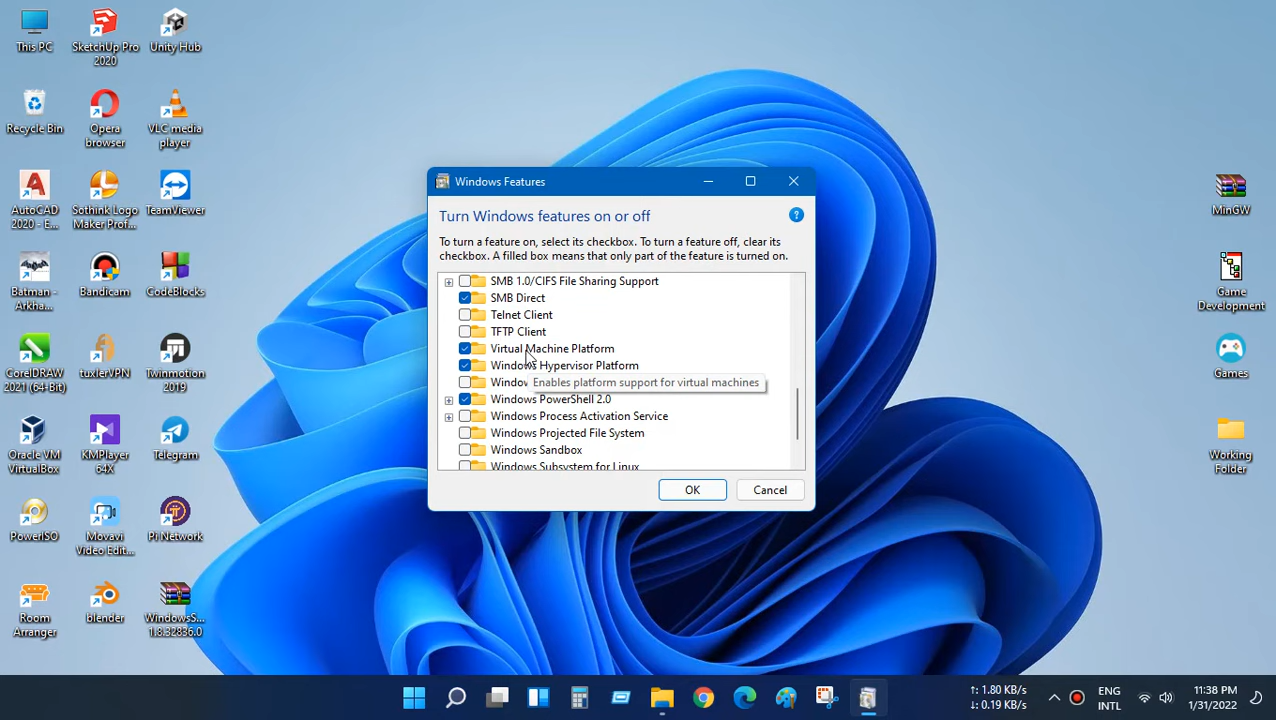 This PC
SketchUp Pro
2020
Unity Hub
Recycle Bin
Opera
browser
VLC media
player
AutoCAD
2020 - E...
Sothink Logo
Maker Prof...
TeamViewer
Batman -
Arkha...
Bandicam
CodeBlocks
CorelDRAW
2021 (64-Bit)
tuxlerVPN
Twinmotion
2019
Oracle VM
VirtualBox
KMPlayer
64X
Telegram
PowerISO
Movavi
Video Edit...
Pi Network
Room
Arranger
blender
WindowsS...
1.8.32836.0
Windows Features
Turn Windows features on or off
?
To turn a feature on, select its checkbox. To turn a feature off, clear its
checkbox. A filled box means that only part of the feature is turned on.
SMB 1.0/CIFS File Sharing Support
SMB Direct
Telnet Client
TFTP Client
Virtual Machine Platform
Windows Hypervisor Platform
Enables platform support for virtual machines
Windows PowerShell 2.0
Windows Process Activation Service
Windows Projected File System
Windows Sandbox
Windows Subsystem for Linux
OK
Cancel
MinGW
Game
Development
Games
Working
Folder
↑: 1.80 KB/s
↓: 0.19 KB/s
ENG
INTL
11:38 PM
1/31/2022